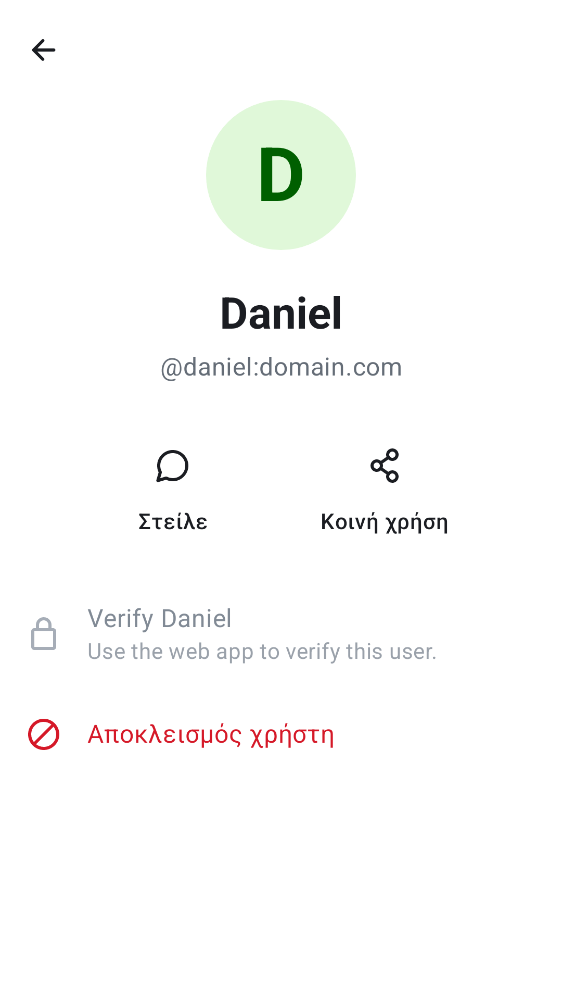 D
Daniel
@daniel:domain.com
Στείλε
Κοινή χρήση
Verify Daniel
Use the web app to verify this user.
Αποκλεισμός χρήστη